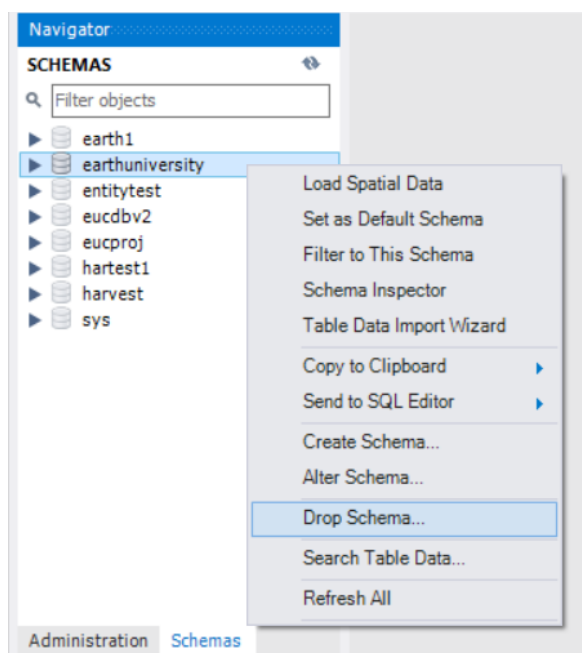 Navigator
SCHEMAS
Filter objects
earth1
earthuniversity
entitytest
eucdbv2
eucproj
hartest1
harvest
sys
Load Spatial Data
Set as Default Schema
Filter to This Schema
Schema Inspector
Table Data Import Wizard
Copy to Clipboard
Send to SQL Editor
Create Schema...
Alter Schema...
Drop Schema...
Search Table Data...
Refresh All
Administration Schemas